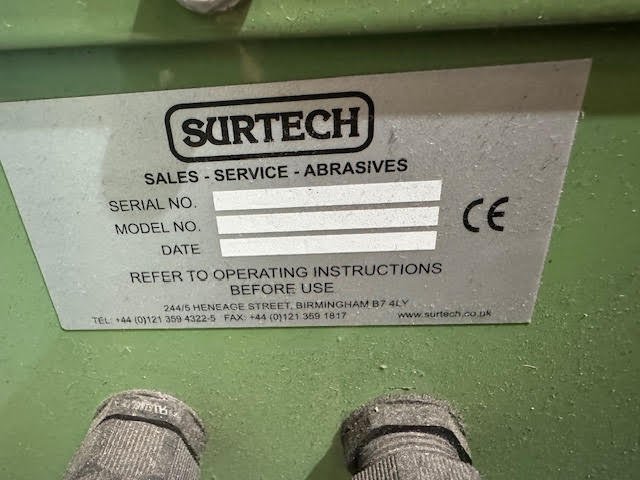 SURTECH
SALES - SERVICE - ABRASIVES
SERIAL NO.
MODEL NO.
DATE
CE
REFER TO OPERATING INSTRUCTIONS
BEFORE USE
244/5 HENEAGE STREET, BIRMINGHAM B7 4LY
TEL: +44 (0)121 359 4322-5 FAX: +44 (0)121 359 1817 www.surtech.co.uk